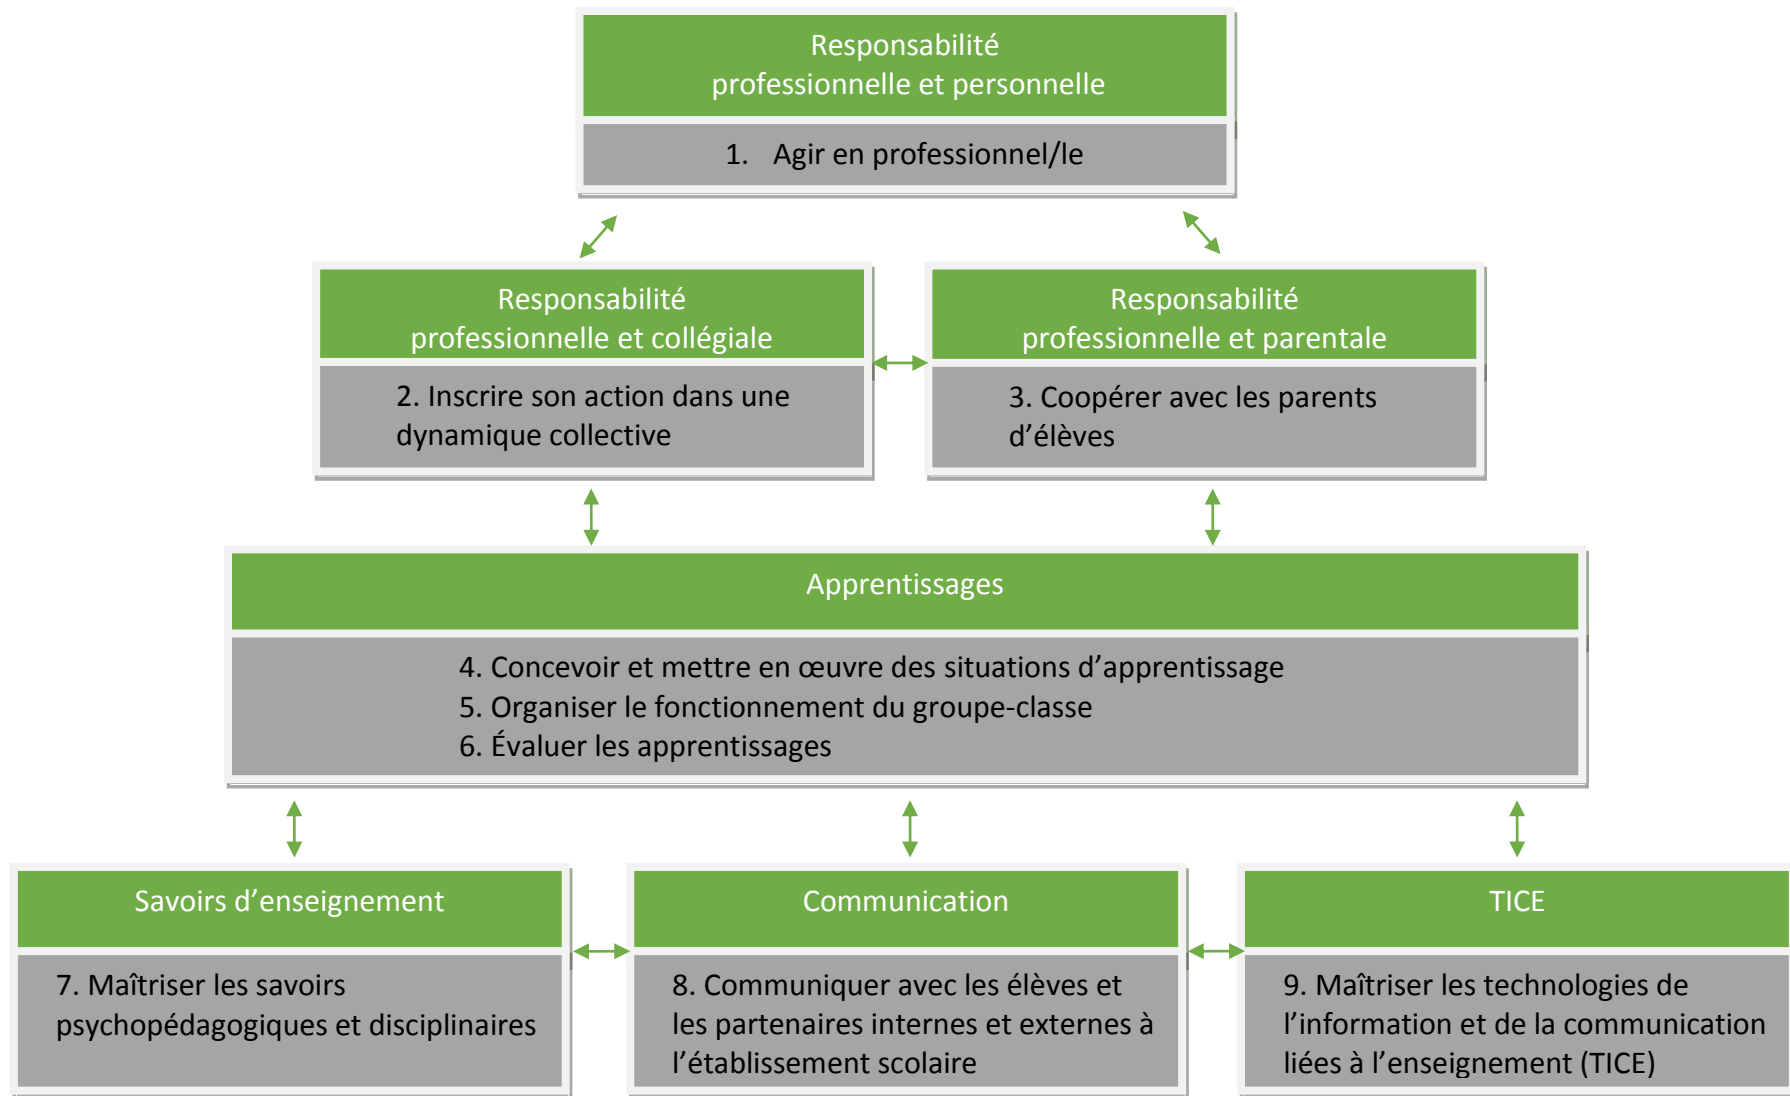 Responsabilité
professionnelle et personnelle
1. Agir en professionnel/le
Responsabilité
professionnelle et collégiale
2. Inscrire son action dans une
dynamique collective
Responsabilité
professionnelle et parentale
3. Coopérer avec les parents
d’élèves
Apprentissages
4. Concevoir et mettre en œuvre des situations d’apprentissage
5. Organiser le fonctionnement du groupe-classe
6. Évaluer les apprentissages
Savoirs d’enseignement
7. Maîtriser les savoirs
psychopédagogiques et disciplinaires
Communication
8. Communiquer avec les élèves et
les partenaires internes et externes à
l’établissement scolaire
TICE
9. Maîtriser les technologies de
l’information et de la communication
liées à l’enseignement (TICE)